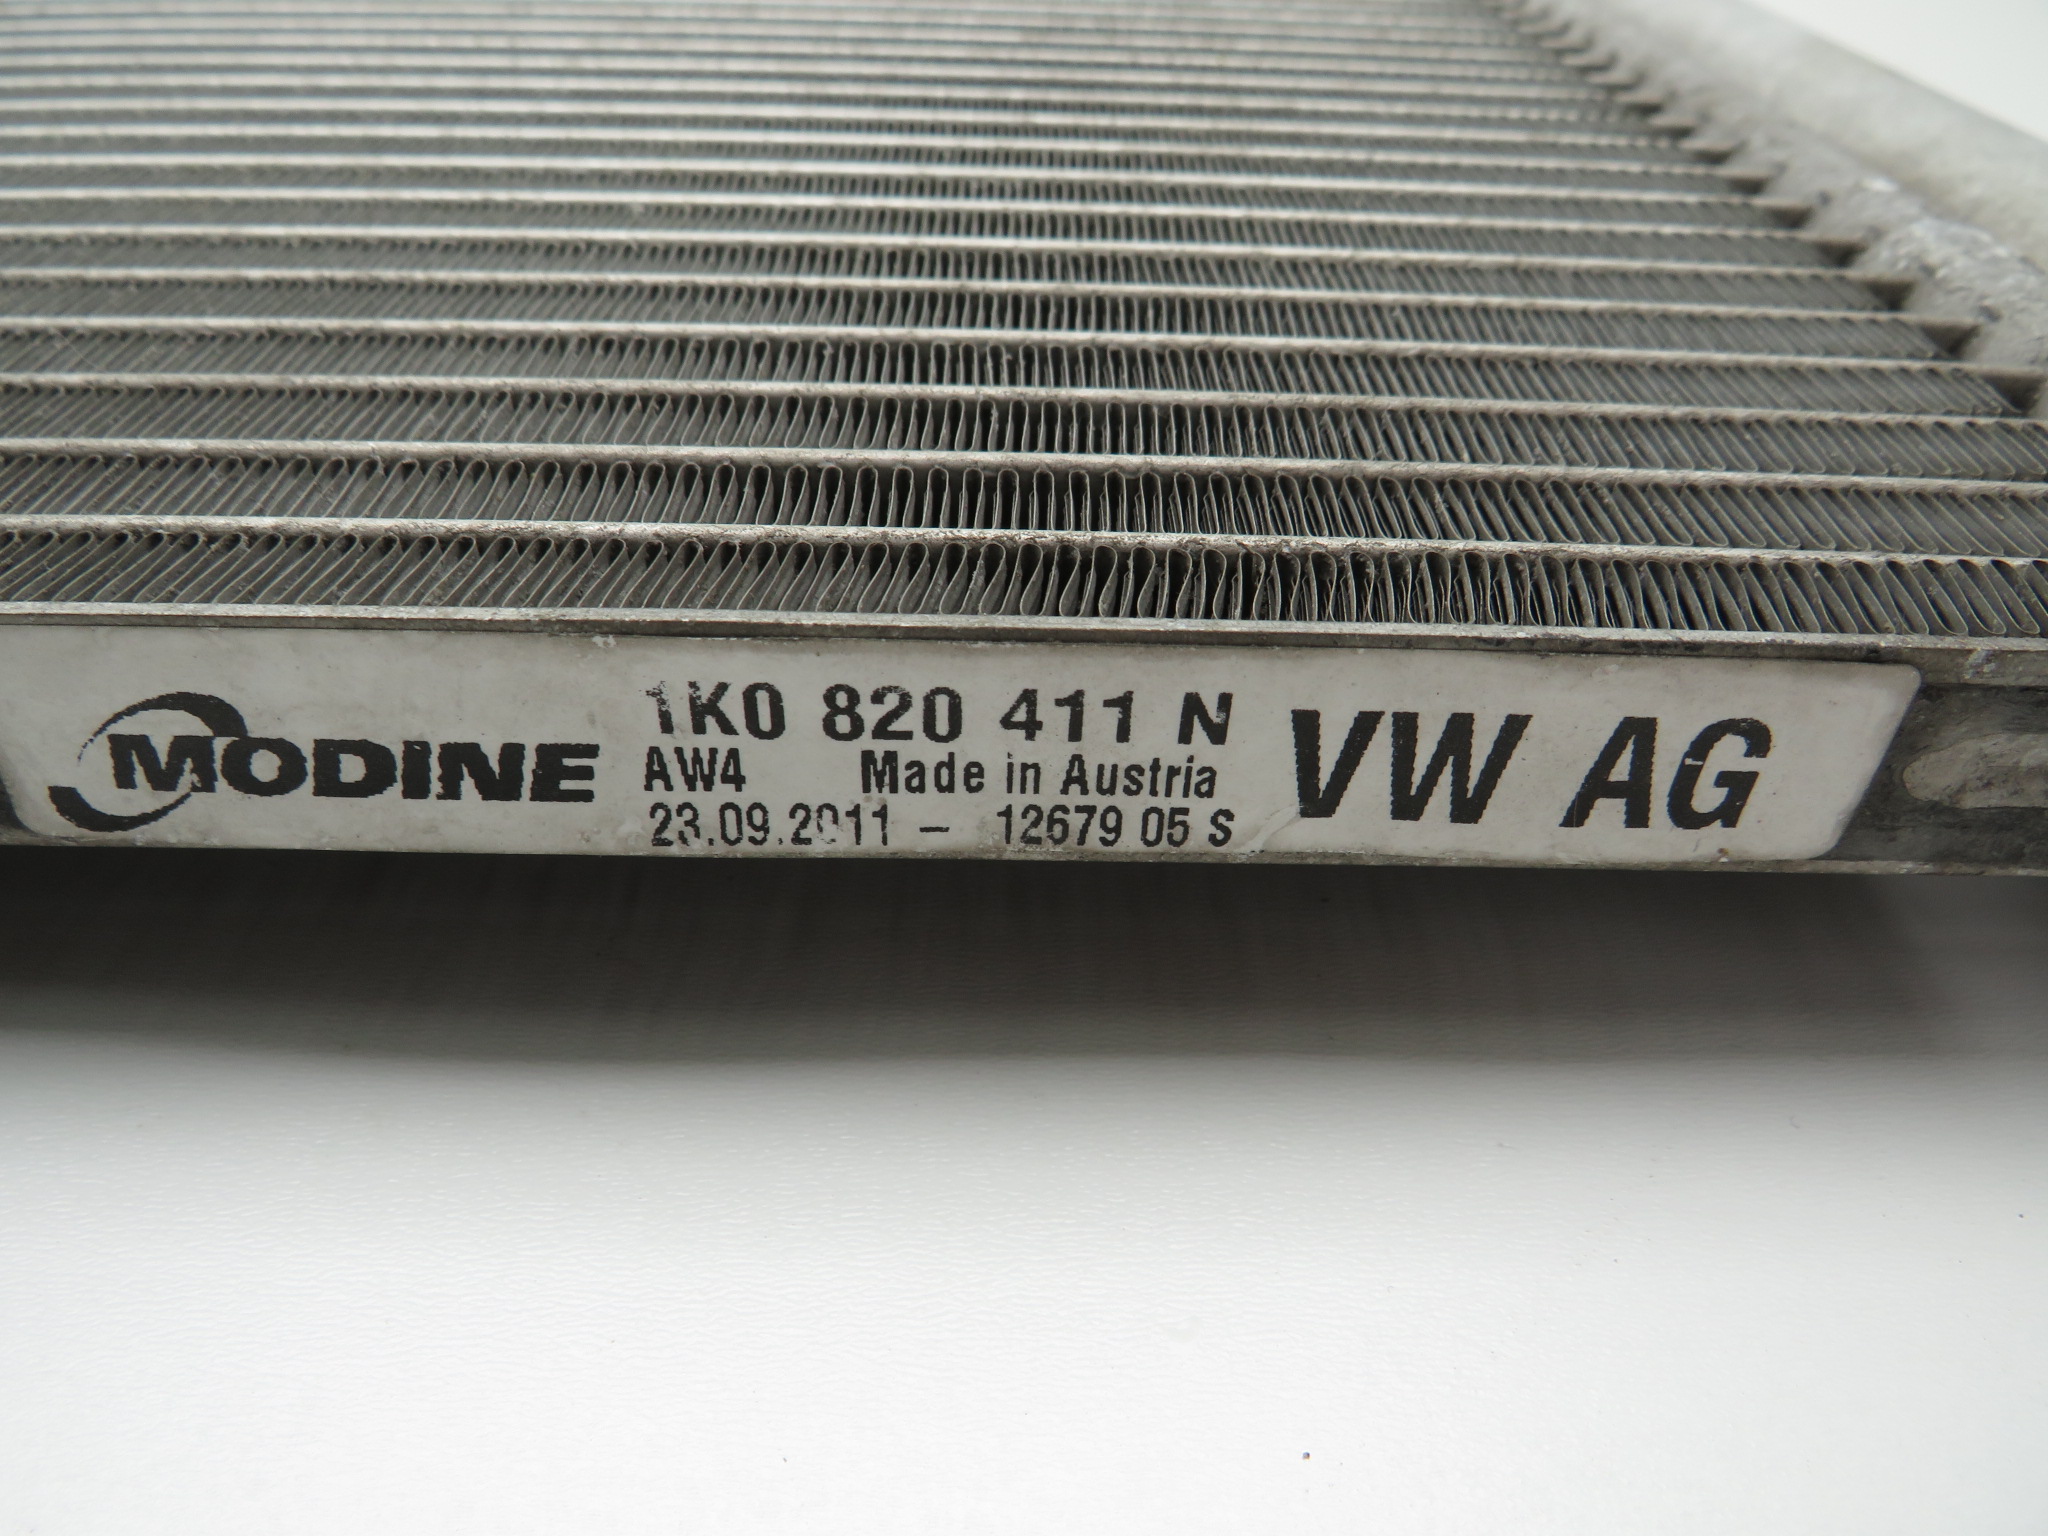 MODINE
1K0 820 411 N
AW4 Made in Austria
23.09.2011 - 12679 05 S
VW AG